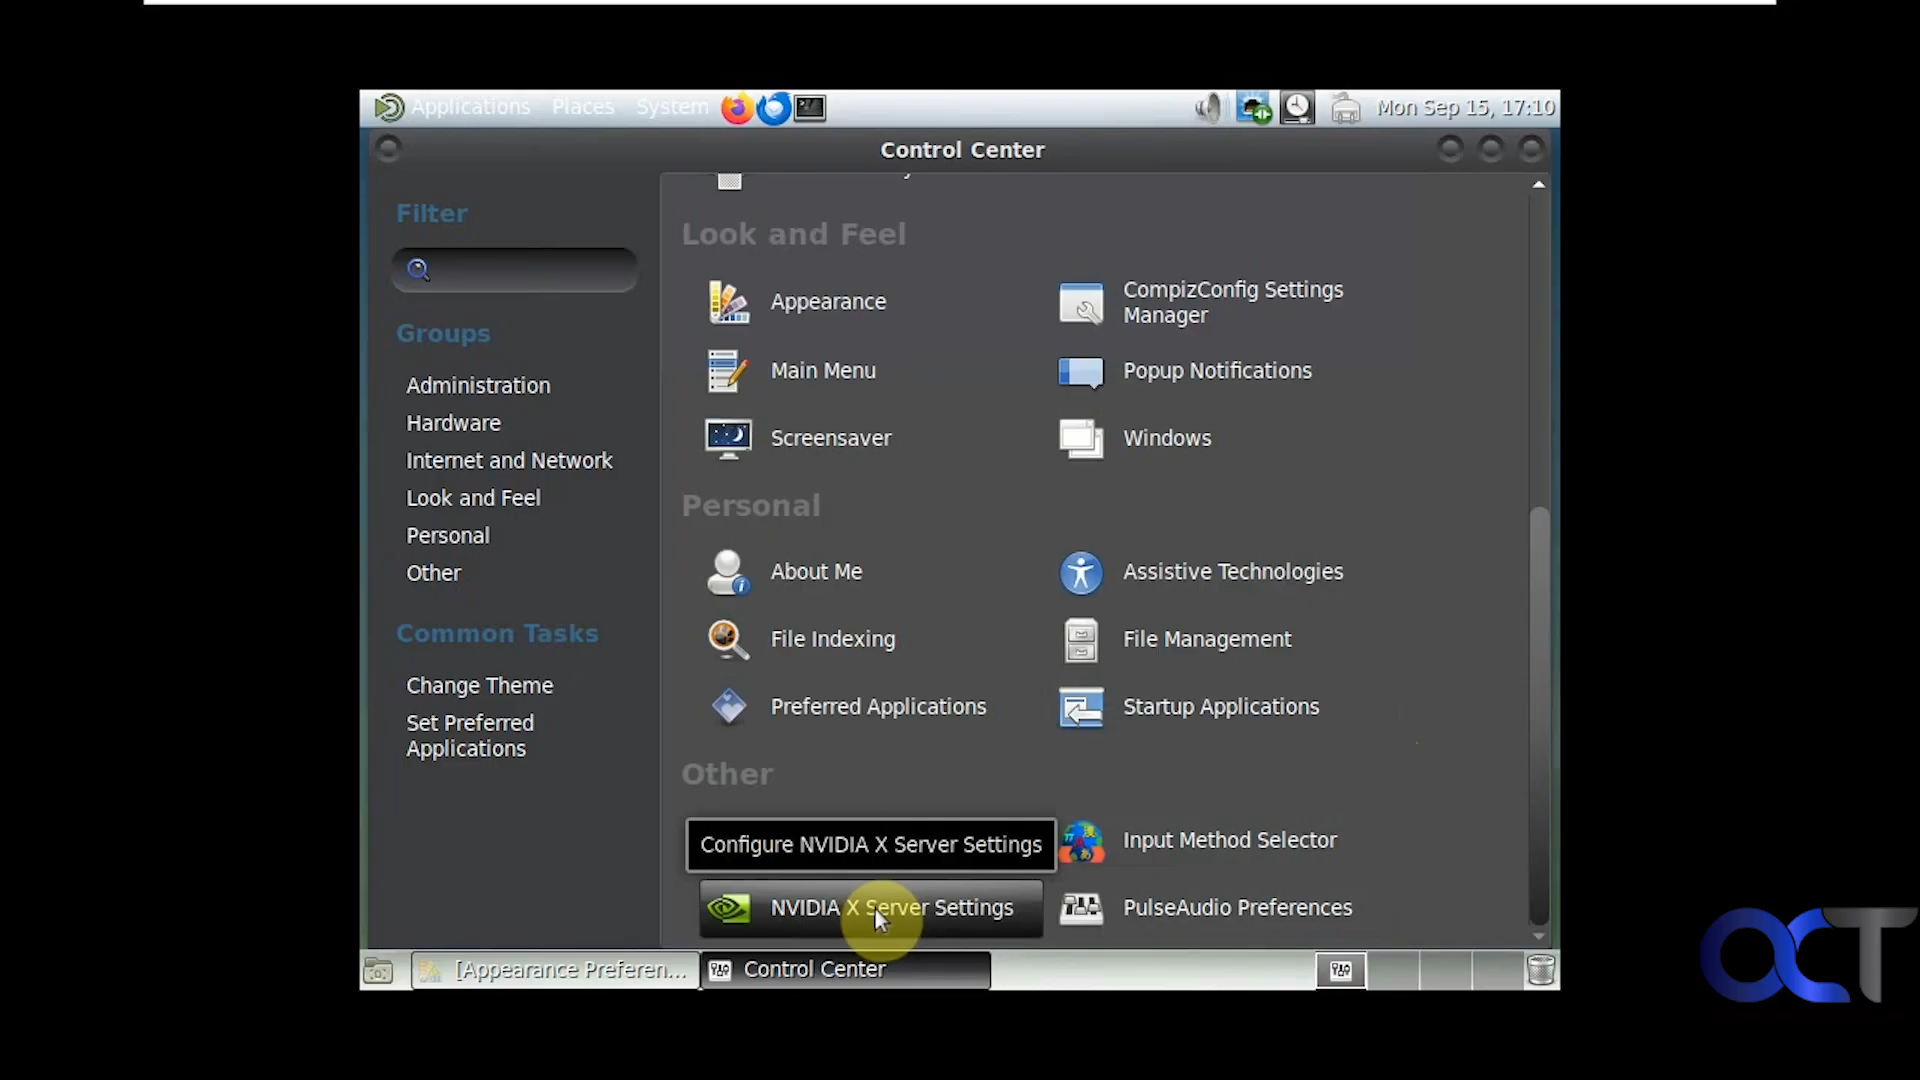 Applications Places System
Mon Sep 15, 17:10
Control Center
Filter
Groups
Administration
Hardware
Internet and Network
Look and Feel
Personal
Other
Common Tasks
Change Theme
Set Preferred
Applications
Look and Feel
Appearance
CompizConfig Settings
Manager
Main Menu
Popup Notifications
Screensaver
Windows
Personal
About Me
Assistive Technologies
File Indexing
File Management
Preferred Applications
Startup Applications
Other
Configure NVIDIA X Server Settings
Input Method Selector
NVIDIA X Server Settings
PulseAudio Preferences
[Appearance Preferen...
Control Center
OCT